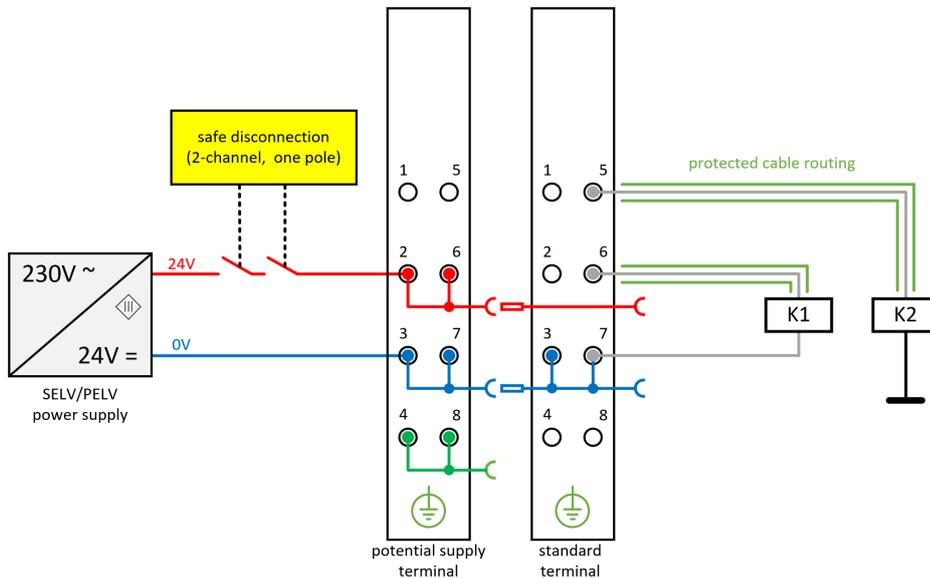 safe disconnection
(2-channel, one pole)
1 5
1 5
protected cable routing
230V ~
24V
2 6
2 6
III
K1
K2
24V =
0V
3 7
3 7
SELV/PELV
power supply
4 8
4 8
potential supply
terminal
standard
terminal